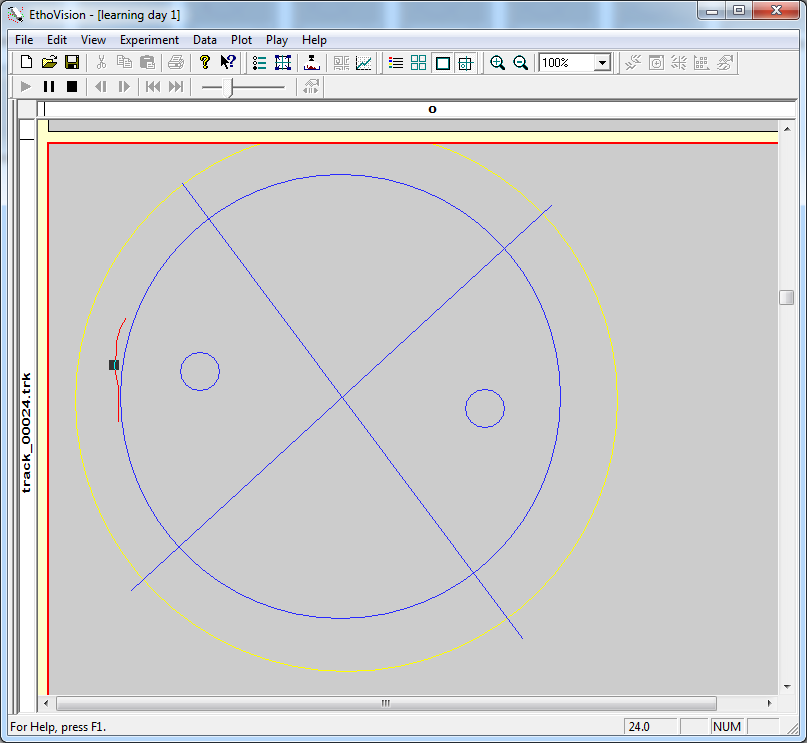 EthoVision - [learning day 1]
File Edit View Experiment Data Plot Play Help
100%
o
track_00024.trk
For Help, press F1.
24.0
NUM